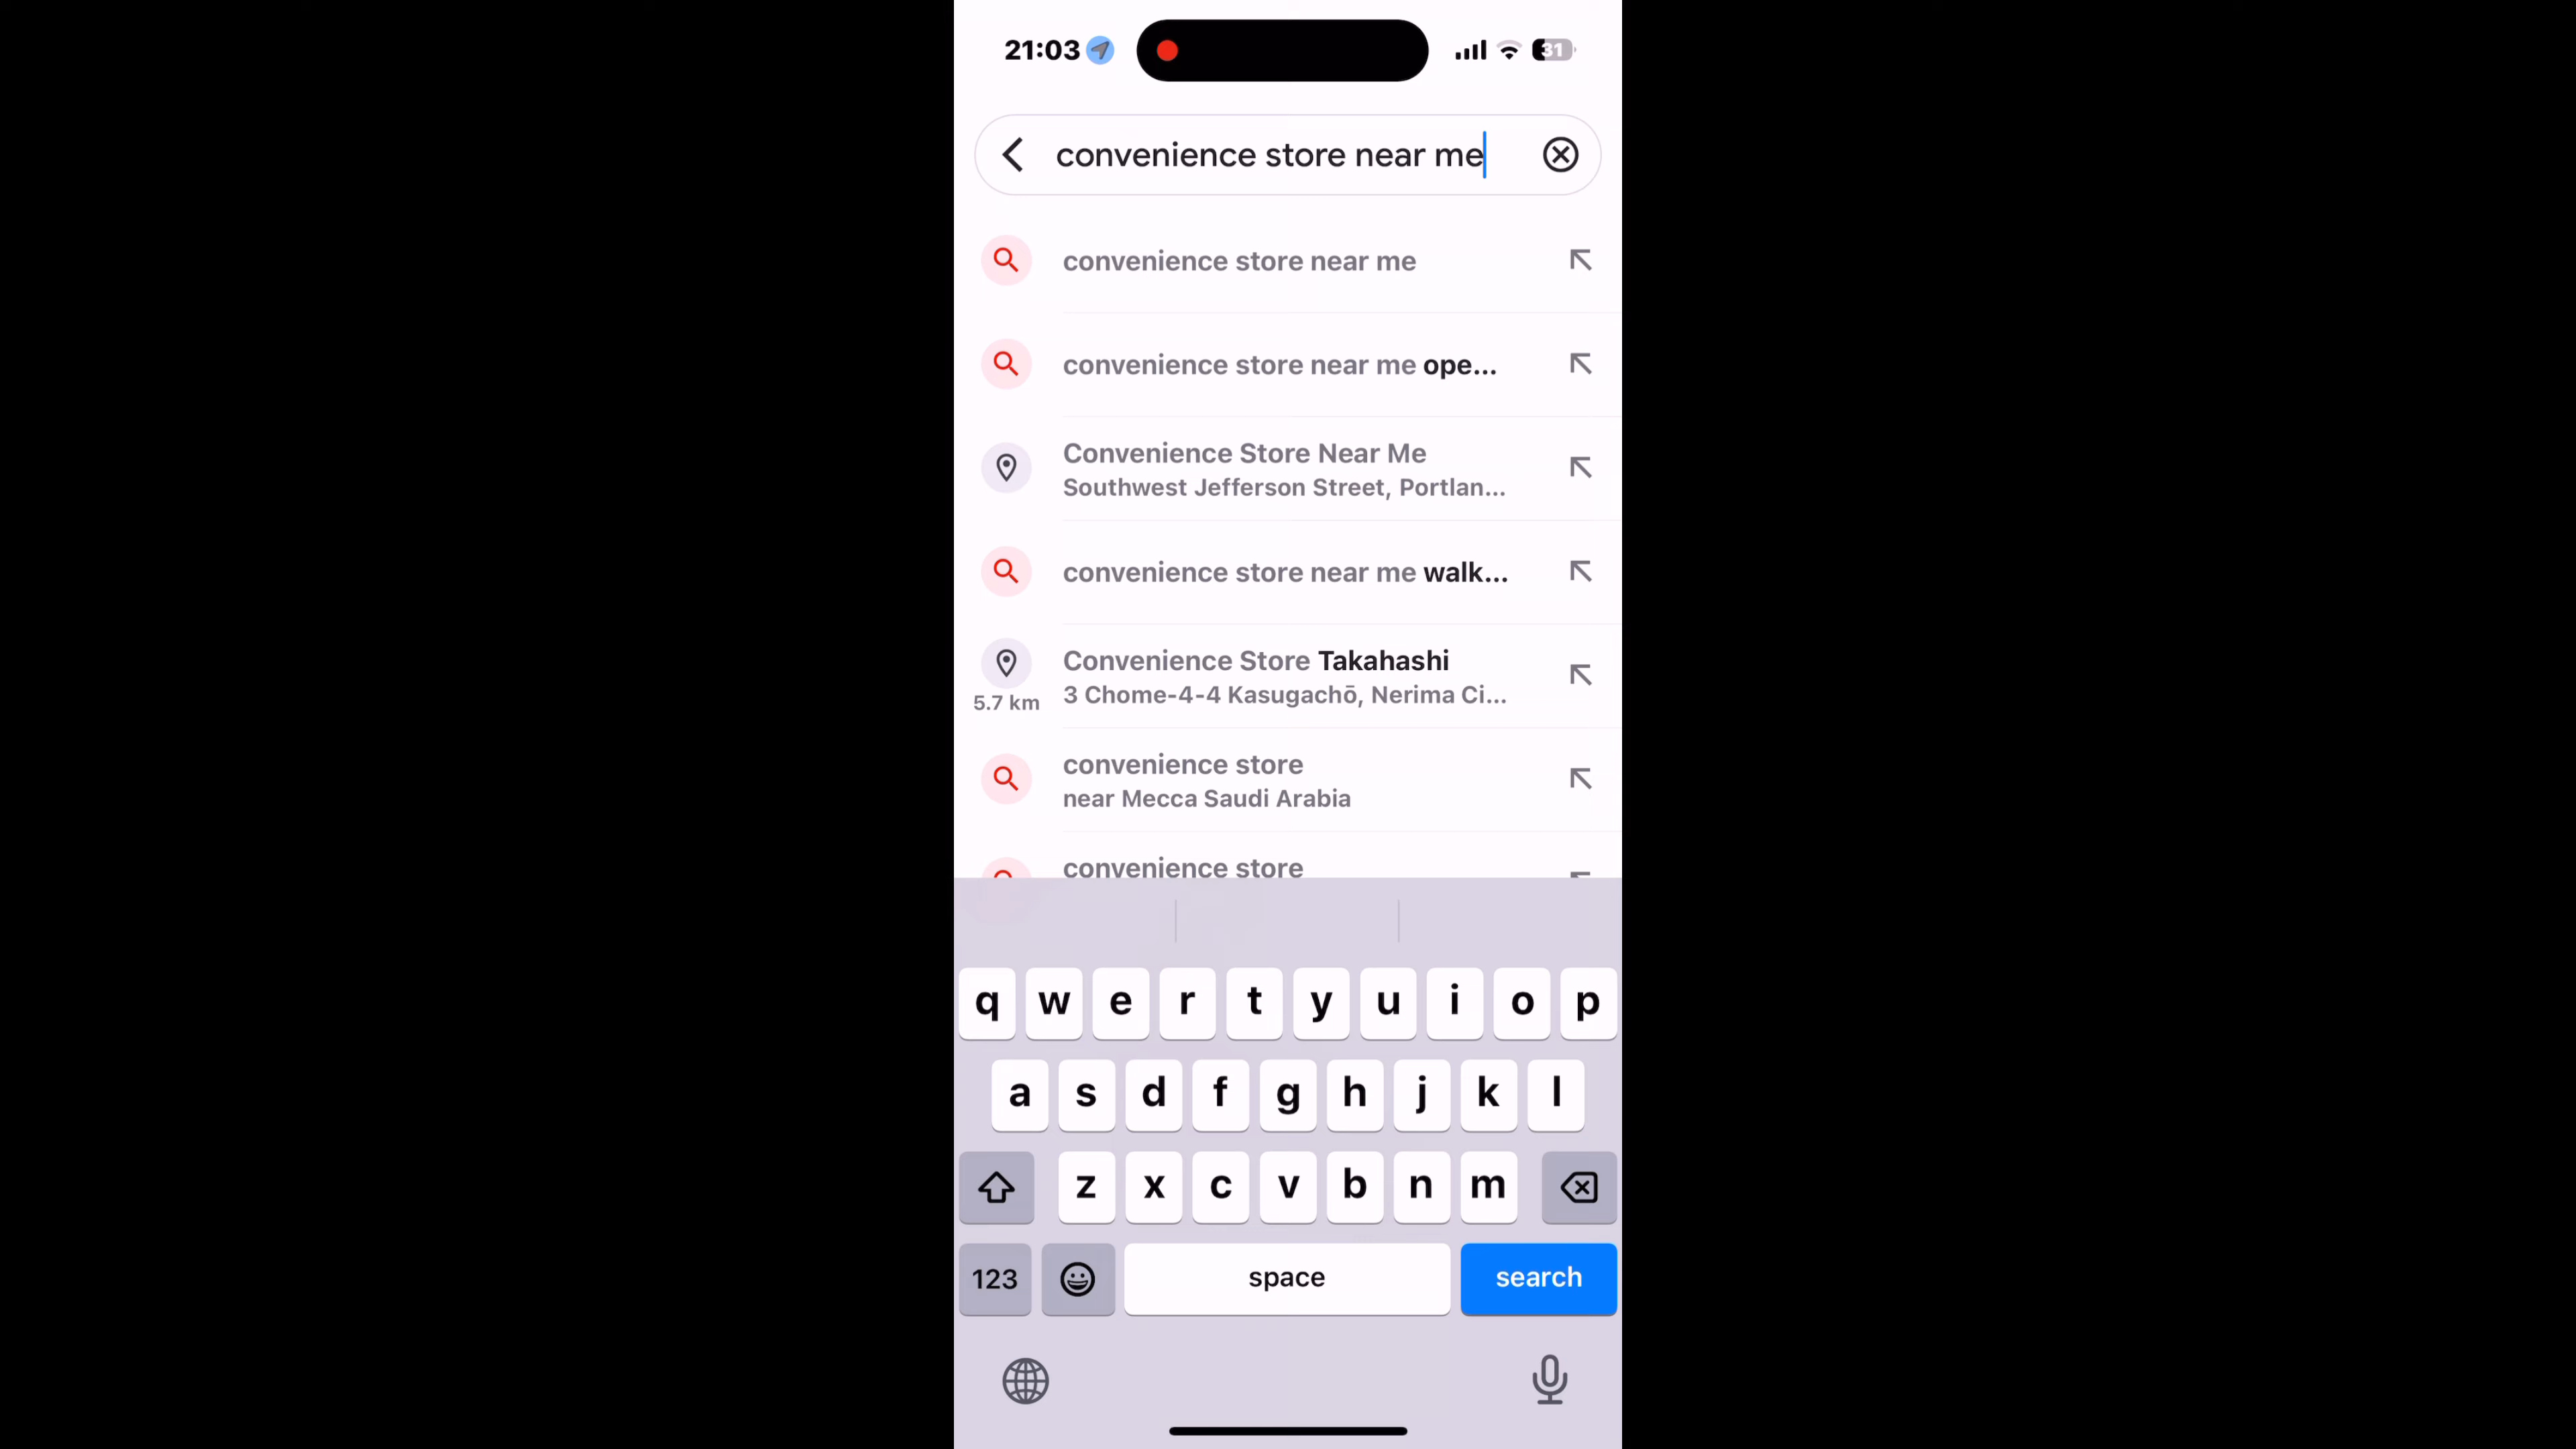 21:03
31
convenience store near me
convenience store near me
convenience store near me ope...
Convenience Store Near Me
Southwest Jefferson Street, Portlan...
convenience store near me walk...
Convenience Store Takahashi
5.7 km
3 Chome-4-4 Kasugachō, Nerima Ci...
convenience store
near Mecca Saudi Arabia
convenience store
q w e r t y u i o p
a s d f g h j k l
z x c v b n m
123 space search